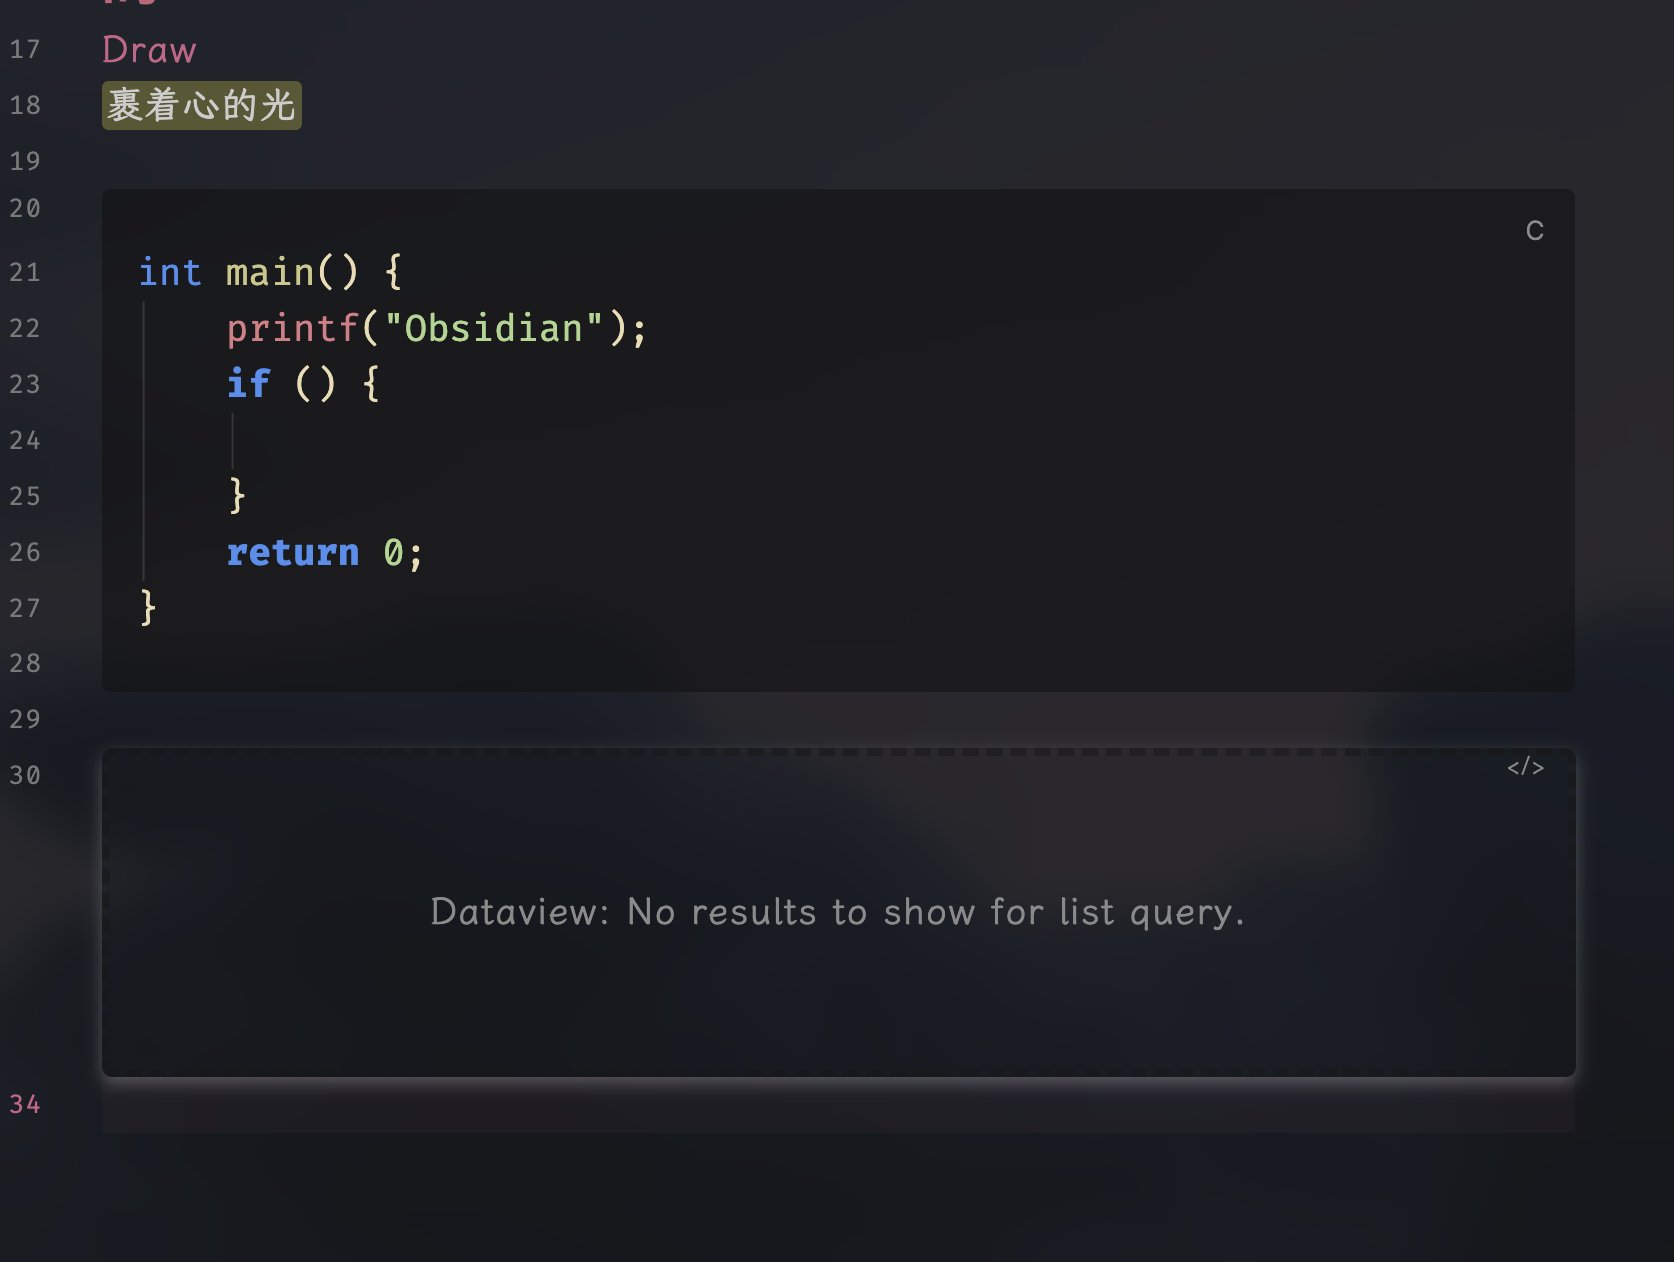 17 Draw
18 裹着心的光
19
20
C
21 int main() {
22     printf("Obsidian");
23     if () {
24
25     }
26     return 0;
27 }
28
29
30
</>
Dataview: No results to show for list query.
34